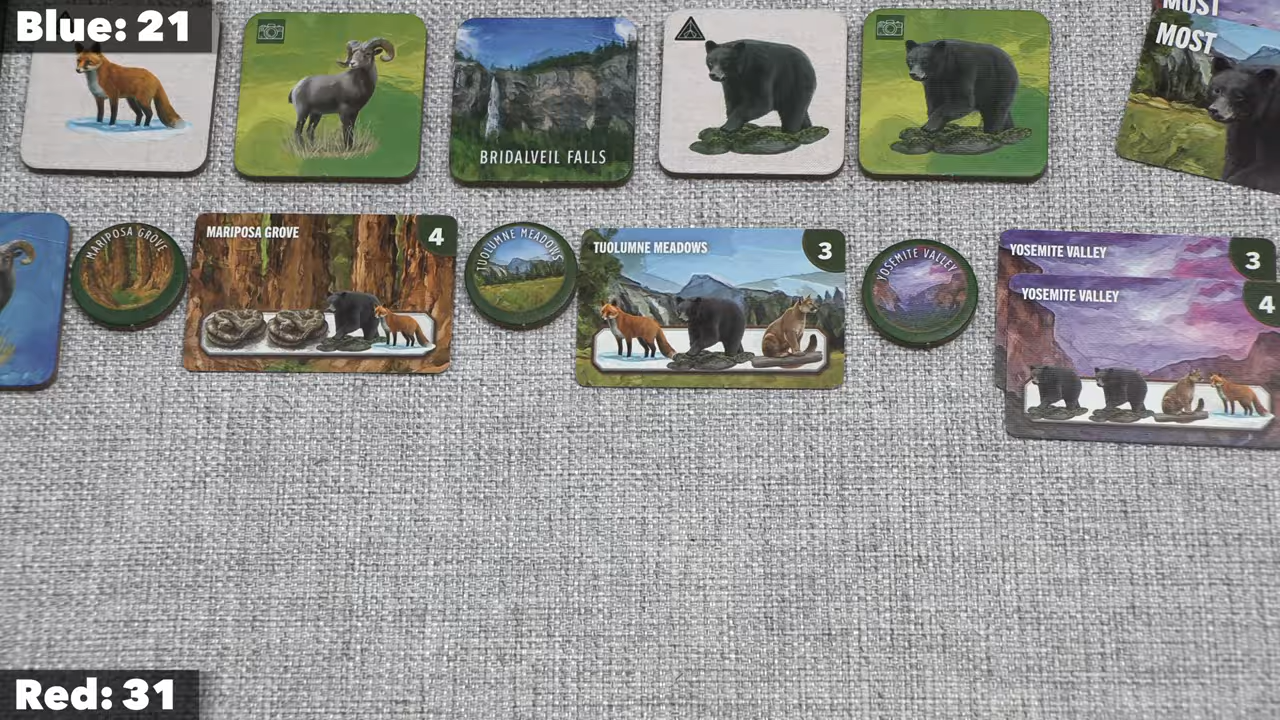 Blue: 21
MOST
MOST
BRIDALVEIL FALLS
MARIPOSA GROVE
MARIPOSA GROVE
4
TUOLUMNE MEADOWS
TUOLUMNE MEADOWS
3
YOSEMITE VALLEY
YOSEMITE VALLEY
3
YOSEMITE VALLEY
4
Red: 31